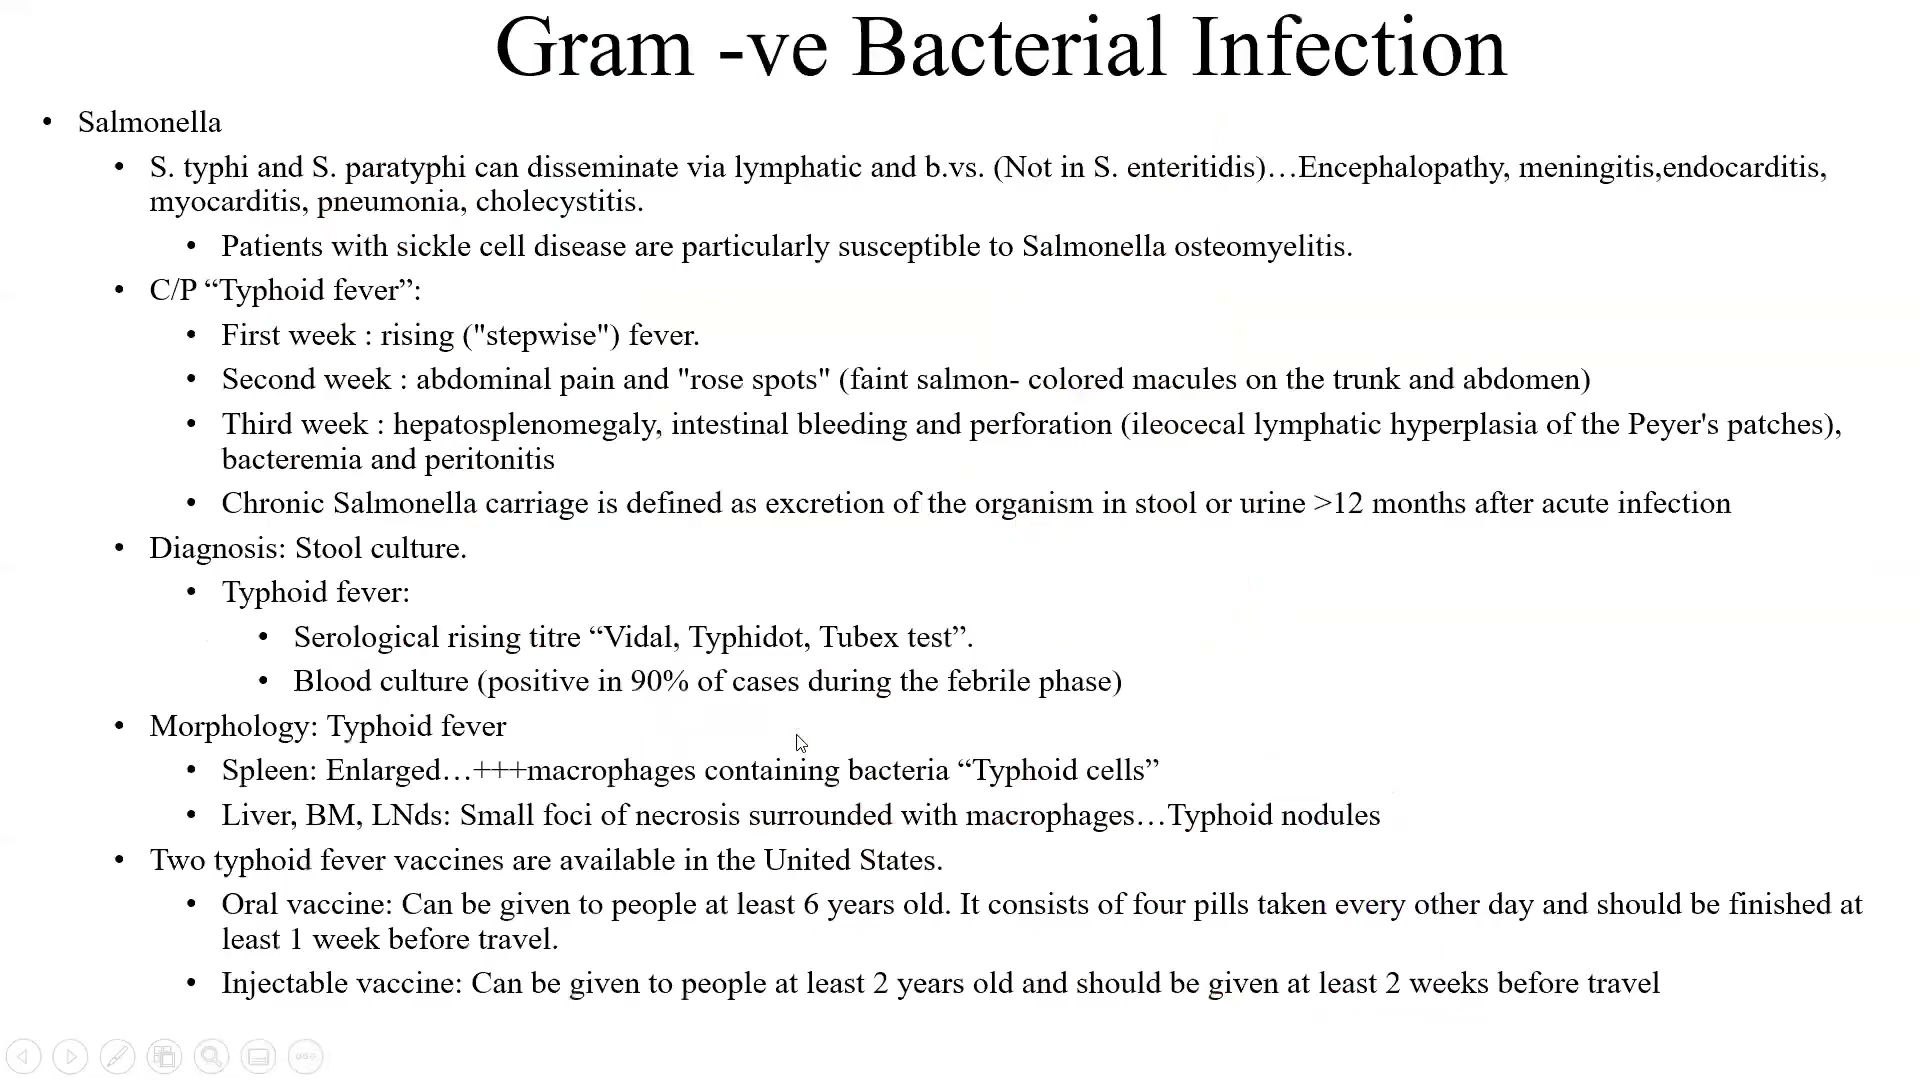 Gram -ve Bacterial Infection
• Salmonella
• S. typhi and S. paratyphi can disseminate via lymphatic and b.vs. (Not in S. enteritidis)…Encephalopathy, meningitis,endocarditis,
myocarditis, pneumonia, cholecystitis.
• Patients with sickle cell disease are particularly susceptible to Salmonella osteomyelitis.
• C/P “Typhoid fever”:
• First week : rising ("stepwise") fever.
• Second week : abdominal pain and "rose spots" (faint salmon- colored macules on the trunk and abdomen)
• Third week : hepatosplenomegaly, intestinal bleeding and perforation (ileocecal lymphatic hyperplasia of the Peyer's patches),
bacteremia and peritonitis
• Chronic Salmonella carriage is defined as excretion of the organism in stool or urine >12 months after acute infection
• Diagnosis: Stool culture.
• Typhoid fever:
• Serological rising titre “Vidal, Typhidot, Tubex test”.
• Blood culture (positive in 90% of cases during the febrile phase)
• Morphology: Typhoid fever
• Spleen: Enlarged…+++macrophages containing bacteria “Typhoid cells”
• Liver, BM, LNds: Small foci of necrosis surrounded with macrophages…Typhoid nodules
• Two typhoid fever vaccines are available in the United States.
• Oral vaccine: Can be given to people at least 6 years old. It consists of four pills taken every other day and should be finished at
least 1 week before travel.
• Injectable vaccine: Can be given to people at least 2 years old and should be given at least 2 weeks before travel